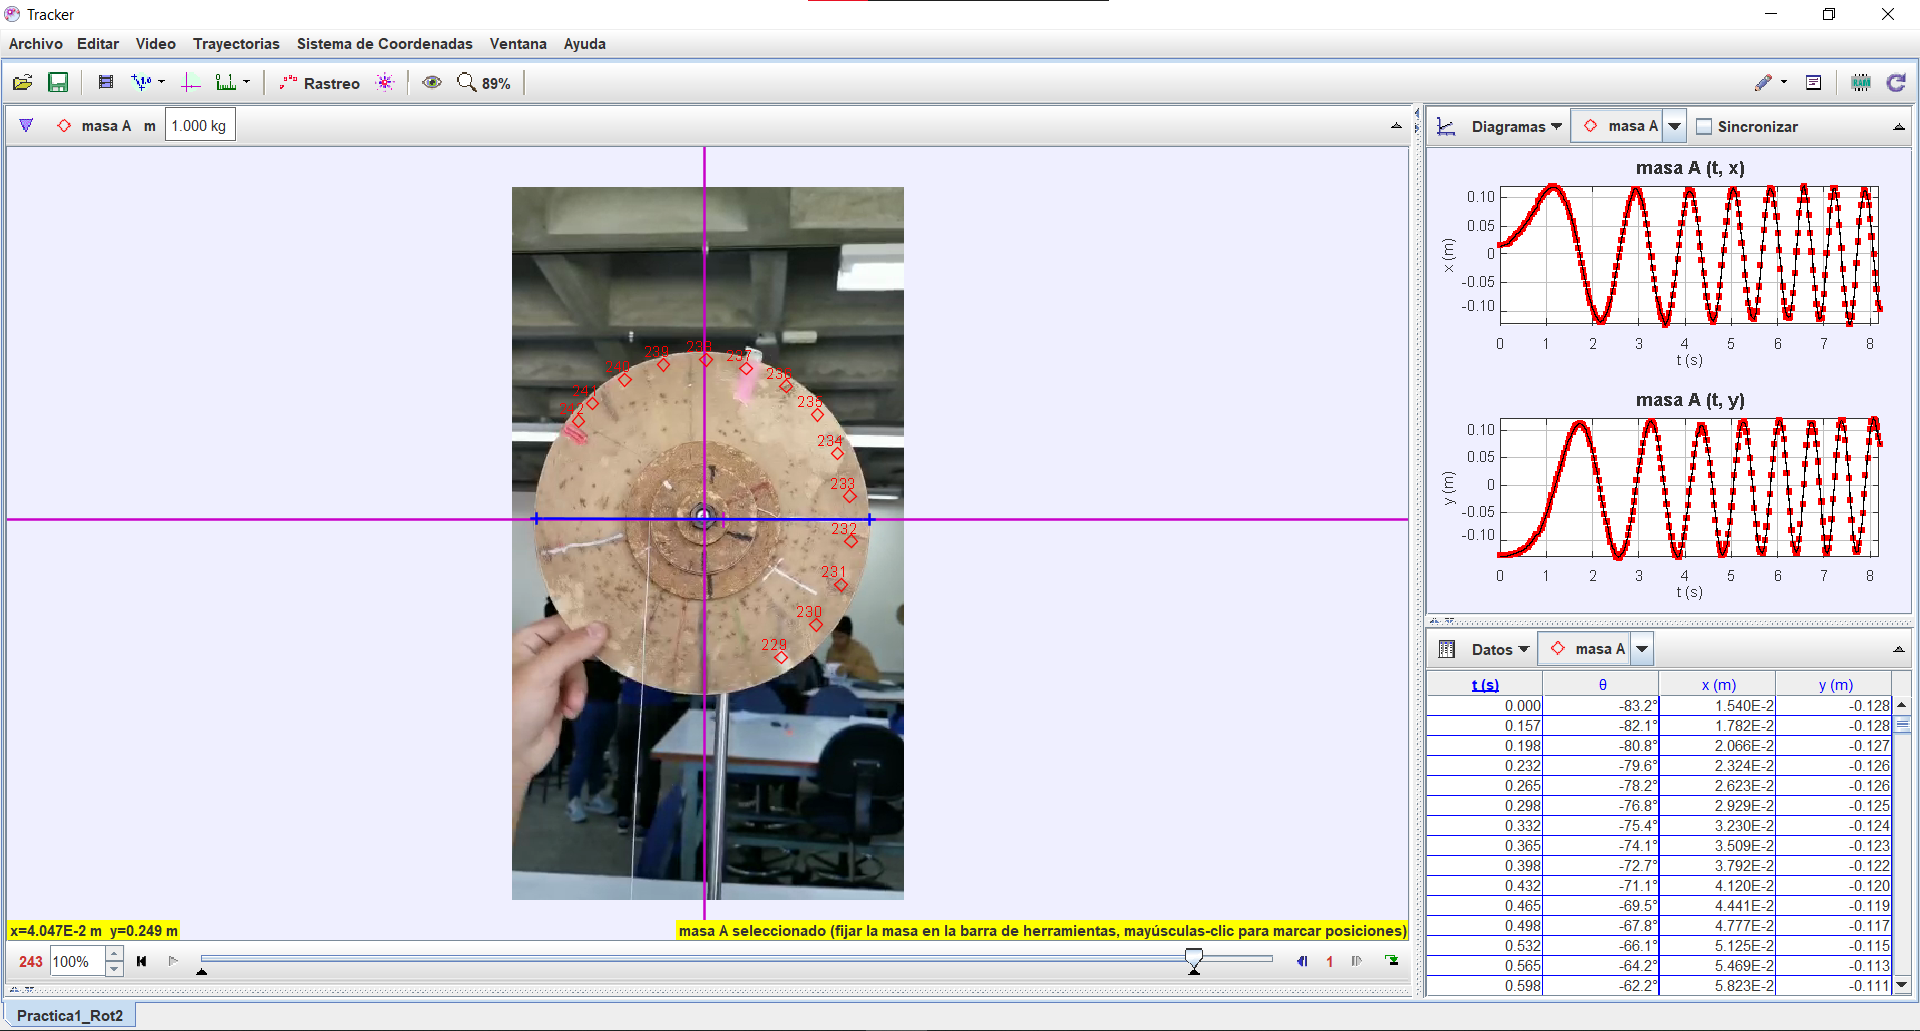 Tracker
Archivo Editar Video Trayectorias Sistema de Coordenadas Ventana Ayuda
Rastreo 89%
masa A m 1.000 kg
238
239 237
240 236
241 235
242
234
233
232
231
230
229
x=4.047E-2 m y=0.249 m
masa A seleccionado (fijar la masa en la barra de herramientas, mayúsculas-clic para marcar posiciones)
243 100% 1
Practica1_Rot2
Diagramas masa A Sincronizar
masa A (t, x)
0.10
0.05
0
-0.05
-0.10
x (m)
0 1 2 3 4 5 6 7 8
t (s)
masa A (t, y)
0.10
0.05
0
-0.05
-0.10
y (m)
0 1 2 3 4 5 6 7 8
t (s)
Datos masa A
t (s) θ x (m) y (m)
0.000 -83.2° 1.540E-2 -0.128
0.157 -82.1° 1.782E-2 -0.128
0.198 -80.8° 2.066E-2 -0.127
0.232 -79.6° 2.324E-2 -0.126
0.265 -78.2° 2.623E-2 -0.126
0.298 -76.8° 2.929E-2 -0.125
0.332 -75.4° 3.230E-2 -0.124
0.365 -74.1° 3.509E-2 -0.123
0.398 -72.7° 3.792E-2 -0.122
0.432 -71.1° 4.120E-2 -0.120
0.465 -69.5° 4.441E-2 -0.119
0.498 -67.8° 4.777E-2 -0.117
0.532 -66.1° 5.125E-2 -0.115
0.565 -64.2° 5.469E-2 -0.113
0.598 -62.2° 5.823E-2 -0.111